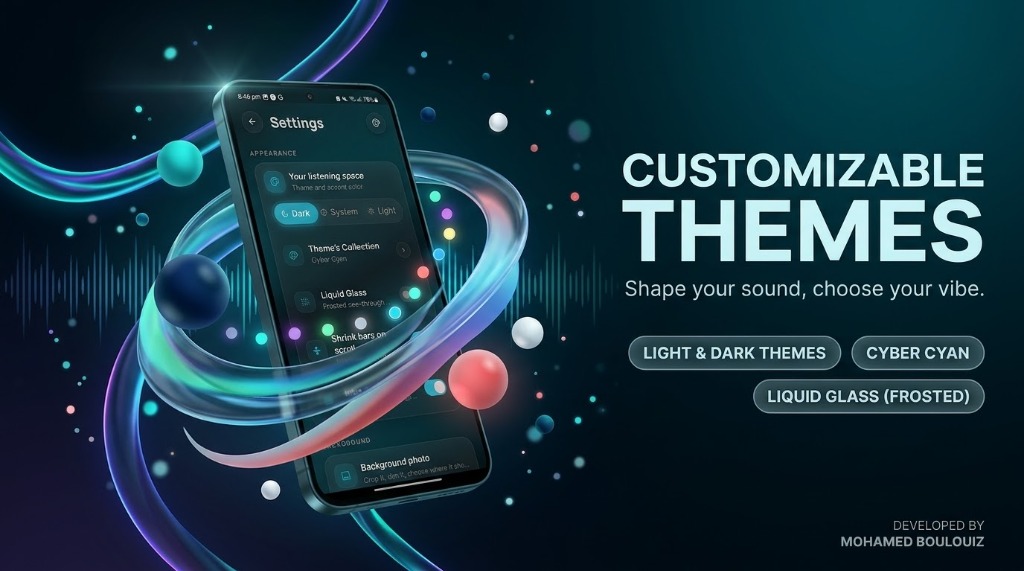 8:46 pm
Settings
APPEARANCE
Your listening space
Theme and accent color
Dark
System
Light
Theme's Collection
Cyber Cyan
Liquid Glass
Frosted see-through
Shrink bars on
scroll
Background photo
CUSTOMIZABLE
THEMES
Shape your sound, choose your vibe.
LIGHT & DARK THEMES
CYBER CYAN
LIQUID GLASS (FROSTED)
DEVELOPED BY
MOHAMED BOULOUIZ